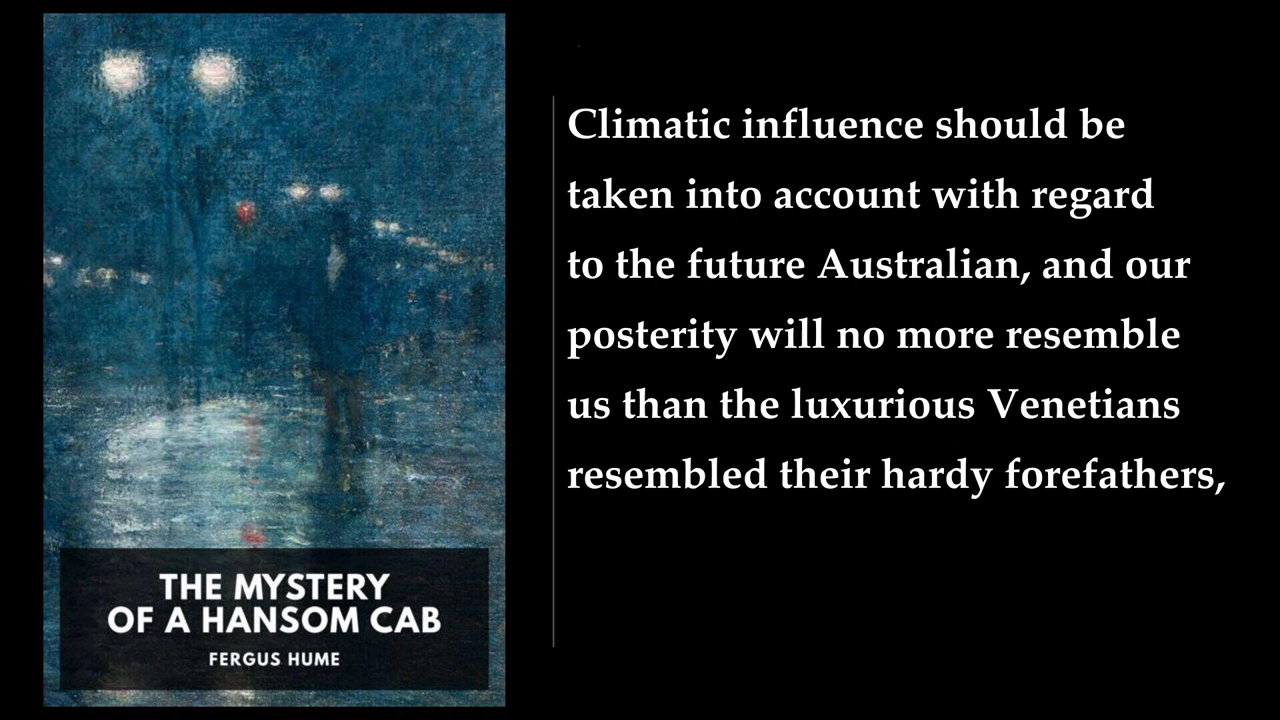 Climatic influence should be
taken into account with regard
to the future Australian, and our
posterity will no more resemble
us than the luxurious Venetians
resembled their hardy forefathers,
THE MYSTERY
OF A HANSOM CAB
FERGUS HUME